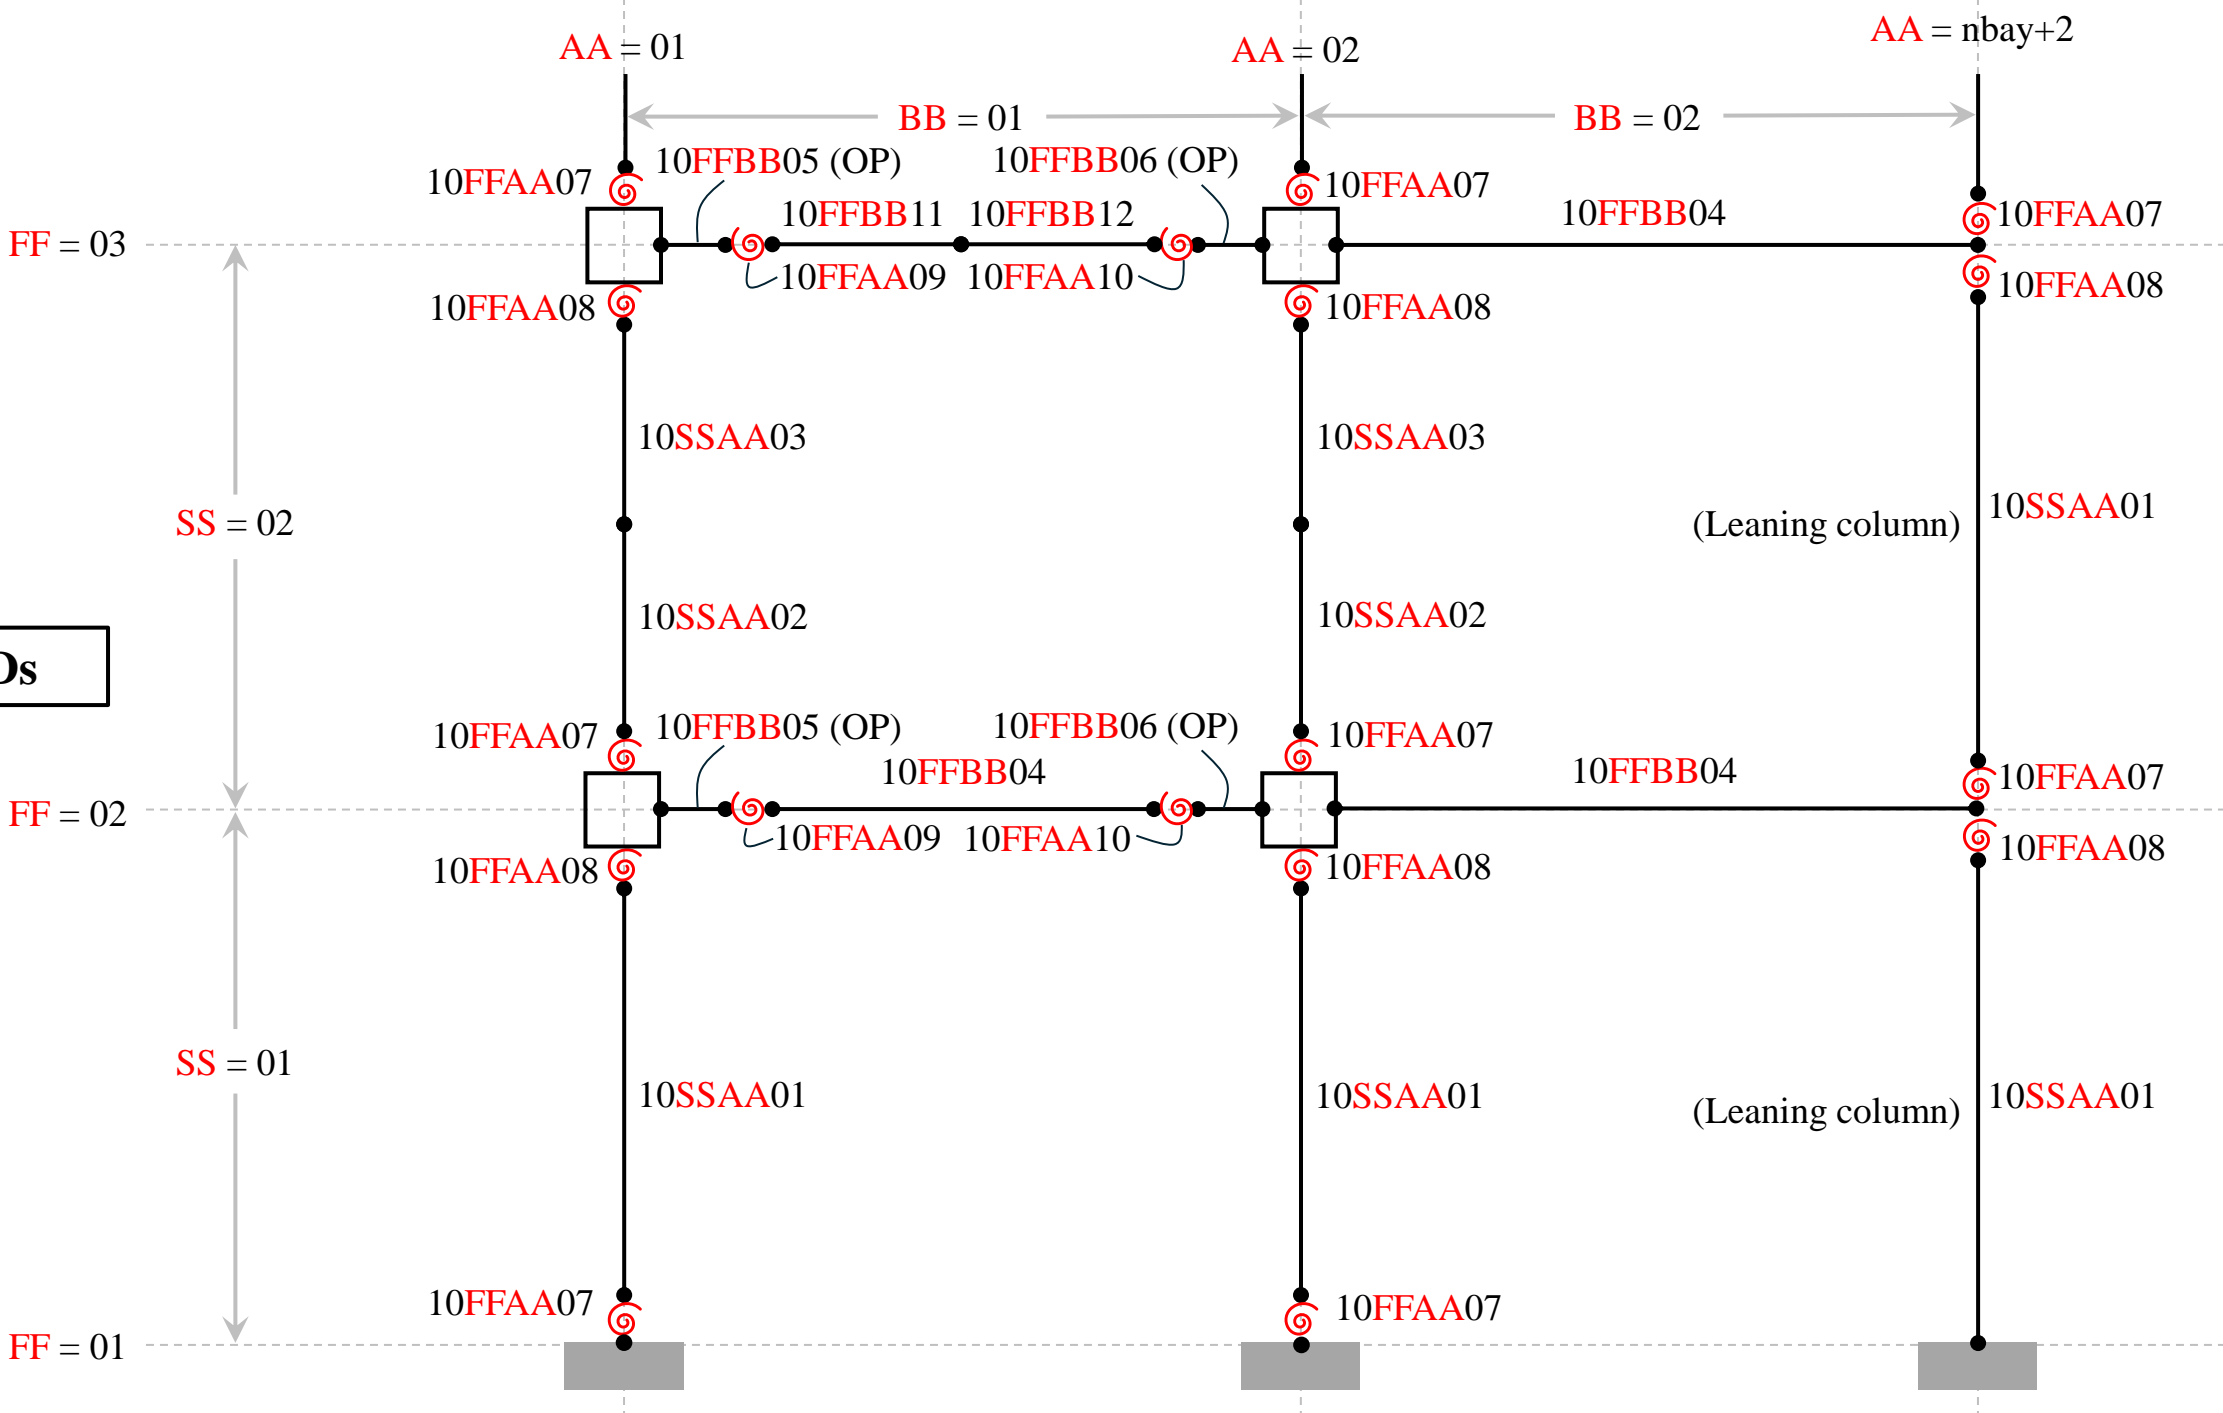 AA = 01
AA = 02
AA = nbay+2
BB = 01
BB = 02
10FFBB05 (OP)
10FFBB06 (OP)
10FFAA07
10FFAA07
10FFBB11
10FFBB12
10FFBB04
10FFAA07
FF = 03
10FFAA09
10FFAA10
10FFAA08
10FFAA08
10FFAA08
10SSAA03
10SSAA03
SS = 02
(Leaning column)
10SSAA01
10SSAA02
10SSAA02
Ds
10FFAA07
10FFBB05 (OP)
10FFBB06 (OP)
10FFAA07
10FFBB04
10FFBB04
10FFAA07
FF = 02
10FFAA09
10FFAA10
10FFAA08
10FFAA08
10FFAA08
SS = 01
10SSAA01
10SSAA01
(Leaning column)
10SSAA01
10FFAA07
10FFAA07
FF = 01